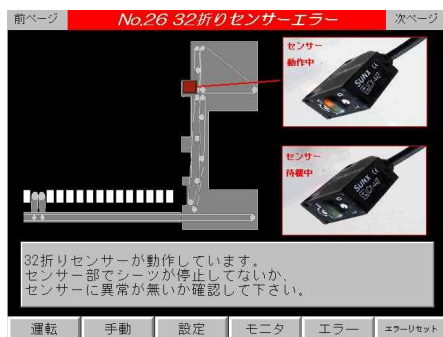 前ページ
No.26 32折りセンサーエラー
次ページ
センサー
動作中
SUNX
センサー
待機中
SUNX
32折りセンサーが動作しています。
センサー部でシーツが停止してないか、
センサーに異常が無いか確認して下さい。
運転
手動
設定
モニタ
エラー
エラーリセット